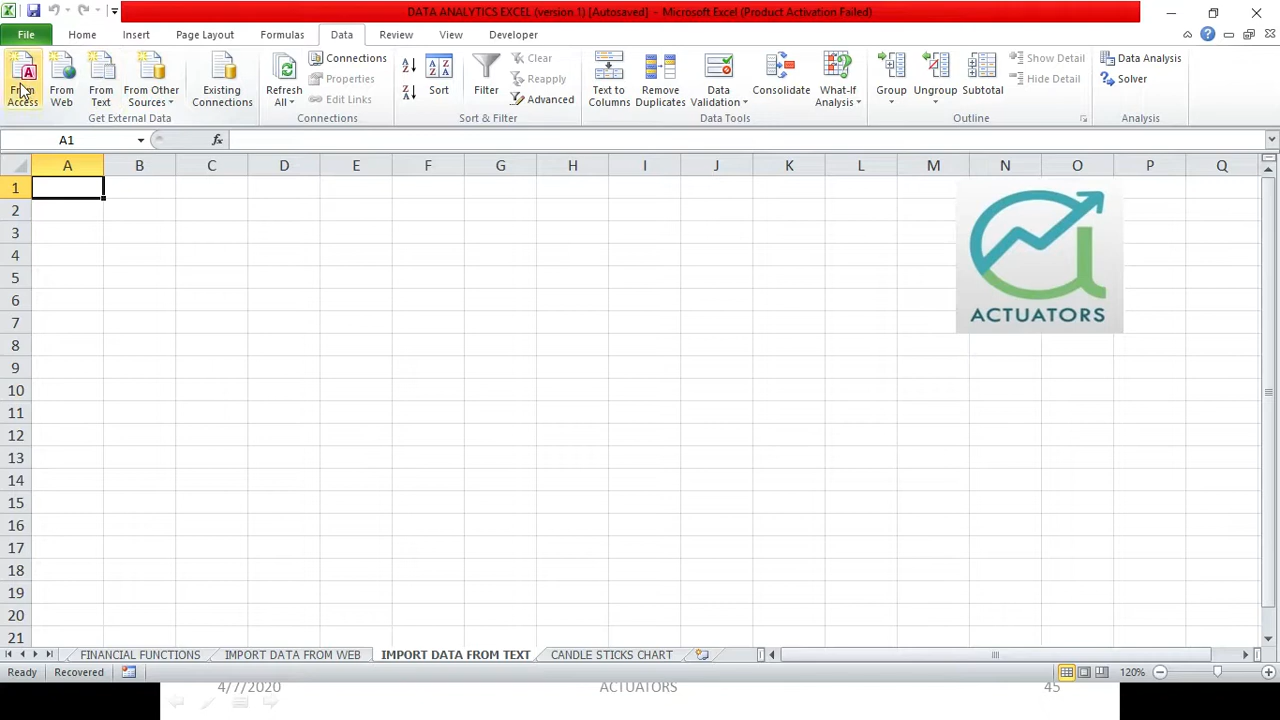 DATA ANALYTICS EXCEL (version 1) [Autosaved] - Microsoft Excel (Product Activation Failed)
File Home Insert Page Layout Formulas Data Review View Developer
From Access
From Web
From Text
From Other Sources
Existing Connections
Get External Data
Refresh All
Connections
Properties
Edit Links
Connections
Sort
Filter
Clear
Reapply
Advanced
Sort & Filter
Text to Columns
Remove Duplicates
Data Validation
Consolidate
What-If Analysis
Data Tools
Group
Ungroup
Subtotal
Show Detail
Hide Detail
Outline
Data Analysis
Solver
Analysis
A1 fx
A B C D E F G H I J K L M N O P Q
1
2
3
4
5
6
7
8
9
10
11
12
13
14
15
16
17
18
19
20
21
ACTUATORS
FINANCIAL FUNCTIONS IMPORT DATA FROM WEB IMPORT DATA FROM TEXT CANDLE STICKS CHART
Ready Recovered 120%
4/7/2020 ACTUATORS 45